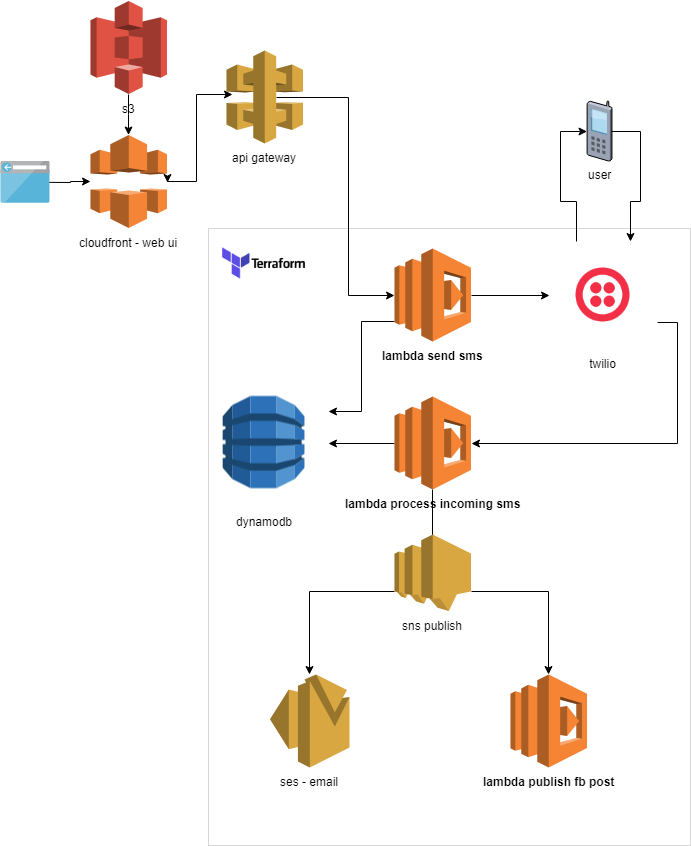 s3
api gateway
user
cloudfront - web ui
Terraform
lambda send sms
twilio
lambda process incoming sms
dynamodb
sns publish
ses - email
lambda publish fb post